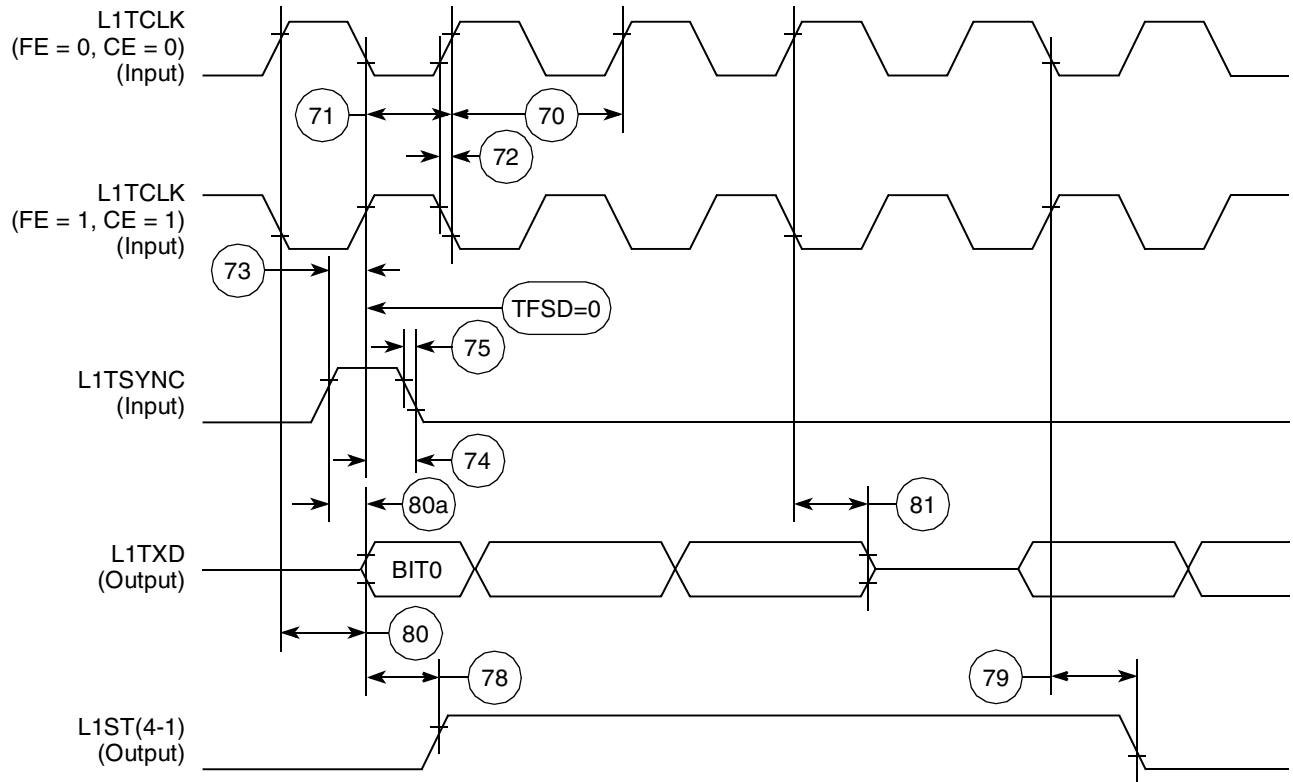 L1TCLK
(FE = 0, CE = 0)
(Input)
71
70
72
L1TCLK
(FE = 1, CE = 1)
(Input)
73
TFSD=0
75
L1TSYNC
(Input)
74
80a
81
L1TXD
(Output)
BIT0
80
78
79
L1ST(4-1)
(Output)